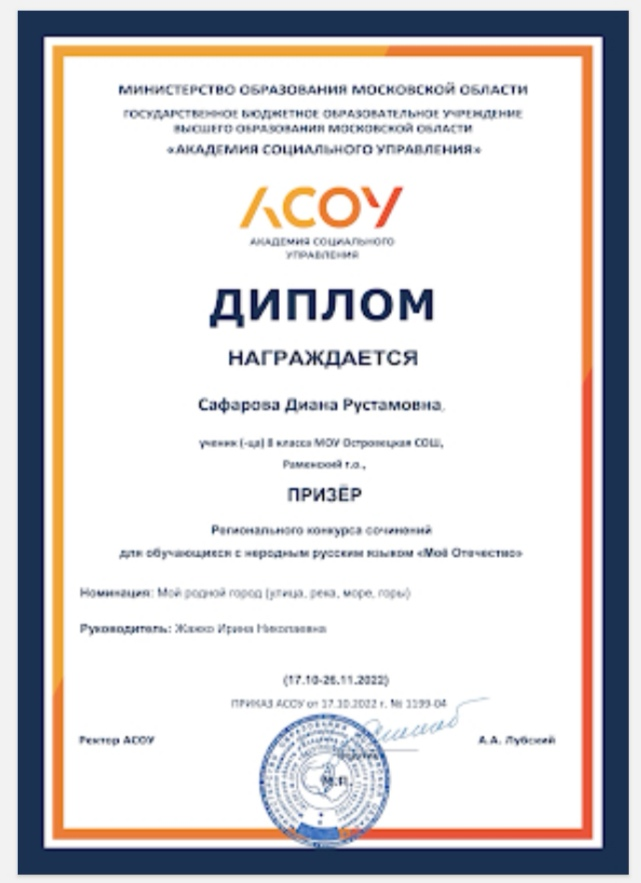 МИНИСТЕРСТВО ОБРАЗОВАНИЯ МОСКОВСКОЙ ОБЛАСТИ
ГОСУДАРСТВЕННОЕ БЮДЖЕТНОЕ ОБРАЗОВАТЕЛЬНОЕ УЧРЕЖДЕНИЕ
ВЫСШЕГО ОБРАЗОВАНИЯ МОСКОВСКОЙ ОБЛАСТИ
«АКАДЕМИЯ СОЦИАЛЬНОГО УПРАВЛЕНИЯ»
АСОУ
АКАДЕМИЯ СОЦИАЛЬНОГО
УПРАВЛЕНИЯ
ДИПЛОМ
НАГРАЖДАЕТСЯ
Сафарова Диана Рустамовна,
ученик (-ца) 8 класса МОУ Островецкая СОШ,
Раменский г.о.,
ПРИЗЁР
Регионального конкурса сочинений
для обучающихся с неродным русским языком «Моё Отечество»
Номинация: Мой родной город (улица, река, море, горы)
Руководитель: Ирина Николаевна
(17.10-26.11.2022)
ПРИКАЗ АСОУ от 17.10.2022 г. № 1199-04
Ректор АСОУ
А.А. Лубский
М.П.